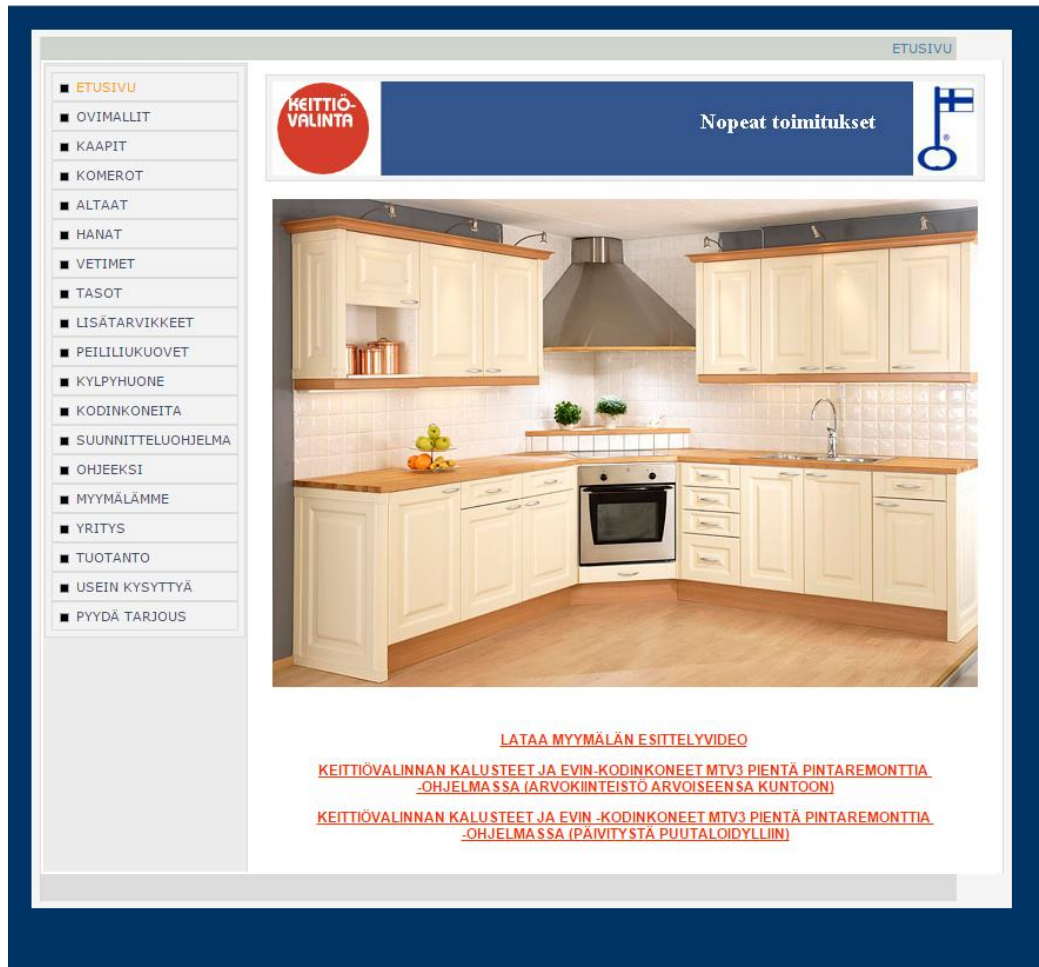 ETUSIVU
ETUSIVU
OVIMALLIT
KAAPIT
KOMEROT
ALTAAT
HANAT
VETIMET
TASOT
LISÄTARVIKKEET
PEILILIUKUOVET
KYLPYHUONE
KODINKONEITA
SUUNNITTELUOHJELMA
OHJEEKSI
MYYMÄLÄMME
YRITYS
TUOTANTO
USEIN KYSYTTYÄ
PYYDÄ TARJOUS
KEITTIÖ-
VALINTA
Nopeat toimitukset
LATAA MYYMÄLÄN ESITTELYVIDEO
KEITTIÖVALINNAN KALUSTEET JA EVIN-KODINKONEET MTV3 PIENTÄ PINTAREMONTTIA
-OHJELMASSA (ARVOKIINTEISTÖ ARVOISEENSA KUNTOON)
KEITTIÖVALINNAN KALUSTEET JA EVIN -KODINKONEET MTV3 PIENTÄ PINTAREMONTTIA
-OHJELMASSA (PÄIVITYSTÄ PUUTALOIDYLLIIN)